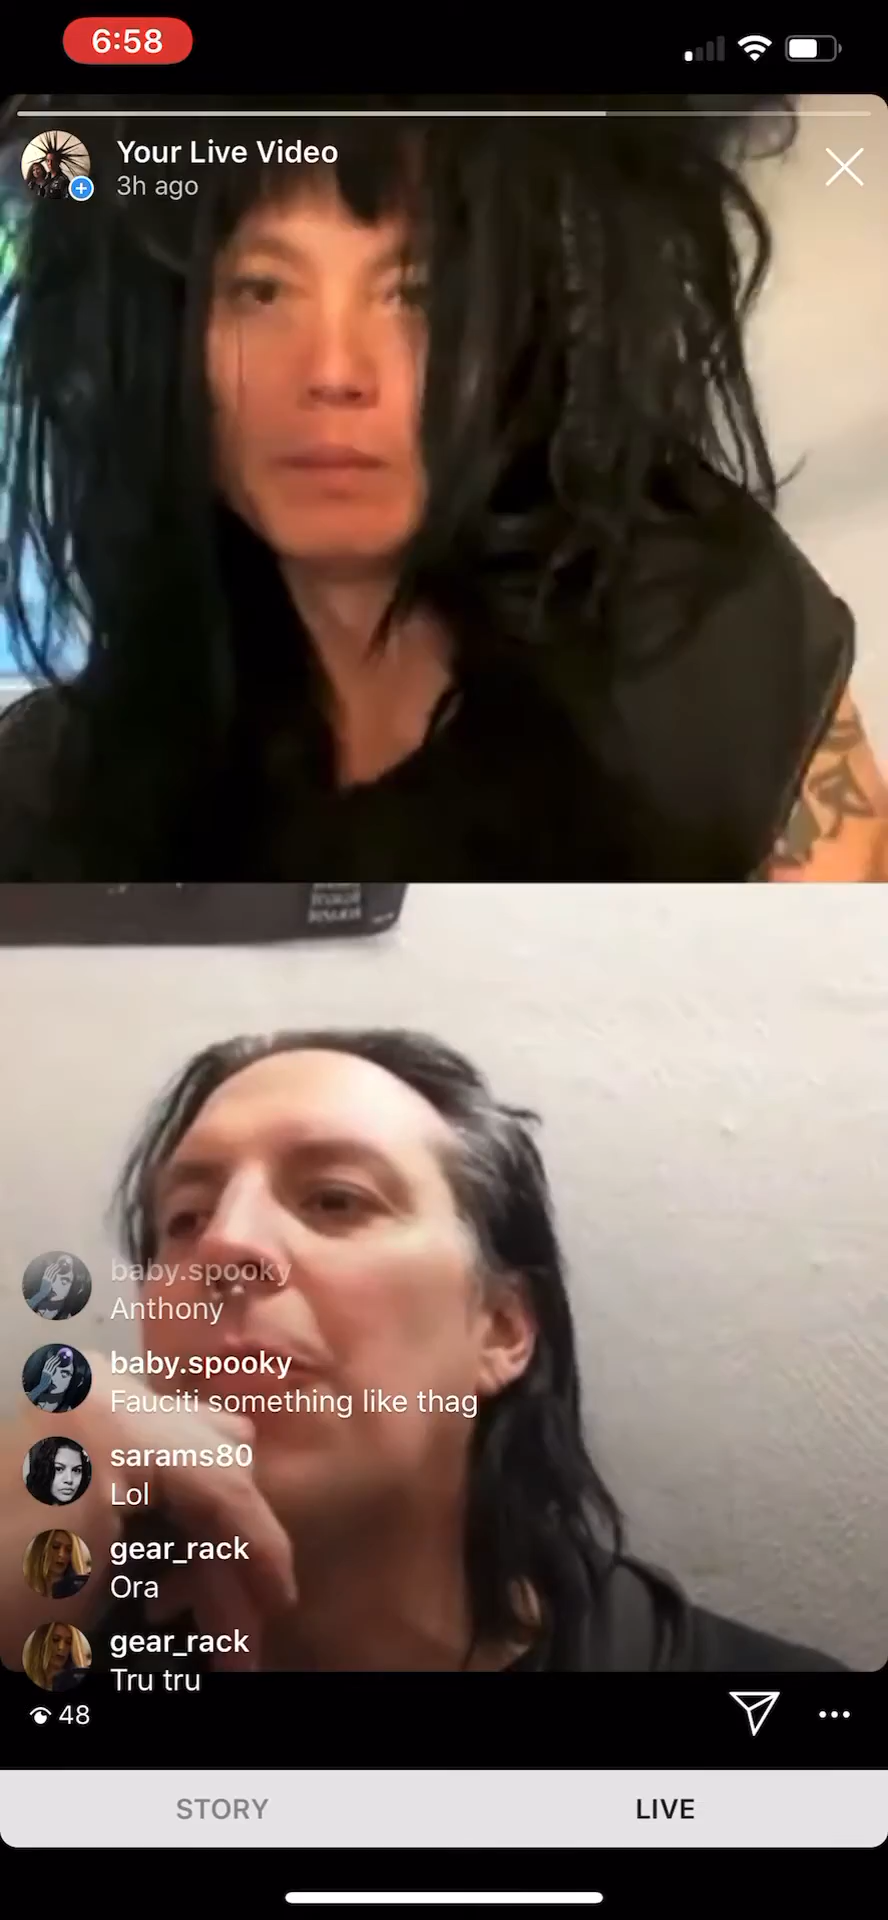 6:58
Your Live Video
3h ago
baby.spooky
Anthony
baby.spooky
Fauciti something like thag
sarams80
Lol
gear_rack
Ora
gear_rack
Tru tru
48
STORY
LIVE